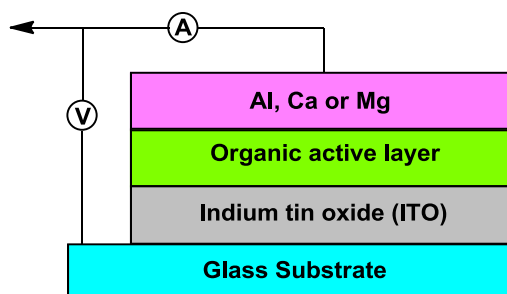 A
V
Al, Ca or Mg
Organic active layer
Indium tin oxide (ITO)
Glass Substrate